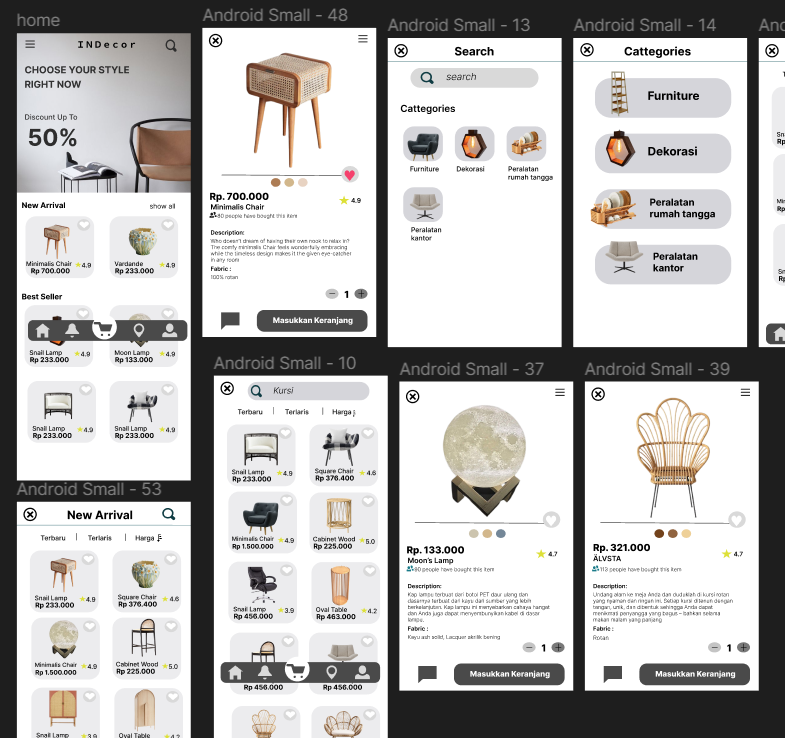 home
INDecor
CHOOSE YOUR STYLE
RIGHT NOW
Discount Up To
50%
New Arrival
show all
Minimalis Chair
4.9
Rp 700.000
Vardande
4.9
Rp 233.000
Best Seller
Snail Lamp
4.9
Rp 233.000
Moon Lamp
4.9
Rp 133.000
Snail Lamp
4.9
Rp 233.000
Snail Lamp
4.9
Rp 233.000
Android Small - 48
Rp. 700.000
4.9
Minimalis Chair
80 people have bought this item
Description:
Who doesn't dream of having their own nook to relax in?
The comfy minimalis Chair feels wonderfully embracing
while the timeless design makes it the given eye-catcher
in any room
Fabric :
100% rotan
1
Masukkan Keranjang
Android Small - 13
Search
search
Cattegories
Furniture
Dekorasi
Peralatan
rumah tangga
Peralatan
kantor
Android Small - 14
Cattegories
Furniture
Dekorasi
Peralatan
rumah tangga
Peralatan
kantor
Android Small - 53
New Arrival
Terbaru
Terlaris
Harga
Snail Lamp
4.9
Rp 233.000
Square Chair
4.6
Rp 376.400
Minimalis Chair
4.9
Rp 1.500.000
Cabinet Wood
5.0
Rp 225.000
Snail Lamp
3.9
Oval Table
4.2
Android Small - 10
Kursi
Terbaru
Terlaris
Harga
Snail Lamp
4.9
Rp 233.000
Square Chair
4.6
Rp 376.400
Minimalis Chair
4.9
Rp 1.500.000
Cabinet Wood
5.0
Rp 225.000
Snail Lamp
3.9
Rp 456.000
Oval Table
4.2
Rp 463.000
Rp 456.000
Rp 456.000
Android Small - 37
Rp. 133.000
4.7
Moon's Lamp
80 people have bought this item
Description:
Kap lampu terbuat dari botol PET daur ulang dan
dasarnya terbuat dari kayu dari sumber yang lebih
berkelanjutan. Kap lampu ini menyebarkan cahaya hangat
dan Anda juga dapat menyembunyikan kabel di dasar
lampu.
Fabric :
Kayu ash solid, Lacquer akrilik bening
1
Masukkan Keranjang
Android Small - 39
Rp. 321.000
4.7
ÄLVSTA
113 people have bought this item
Description:
Undang alam ke meja Anda dan duduklah di kursi rotan
yang nyaman dan ringan ini. Setiap kursi ditenun dengan
tangan, unik, dan dibentuk sehingga Anda dapat
menikmati penyangga yang bagus – bahkan selama
makan malam yang panjang
Fabric :
Rotan
1
Masukkan Keranjang